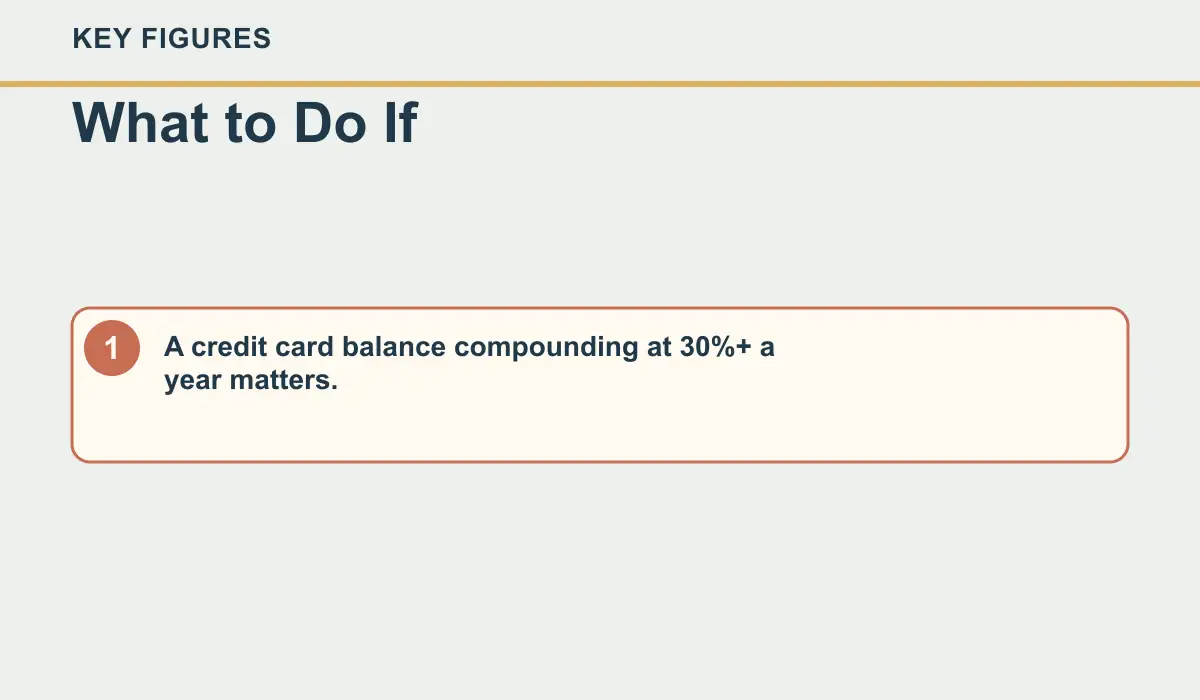 KEY FIGURES
What to Do If
1
A credit card balance compounding at 30%+ a
year matters.